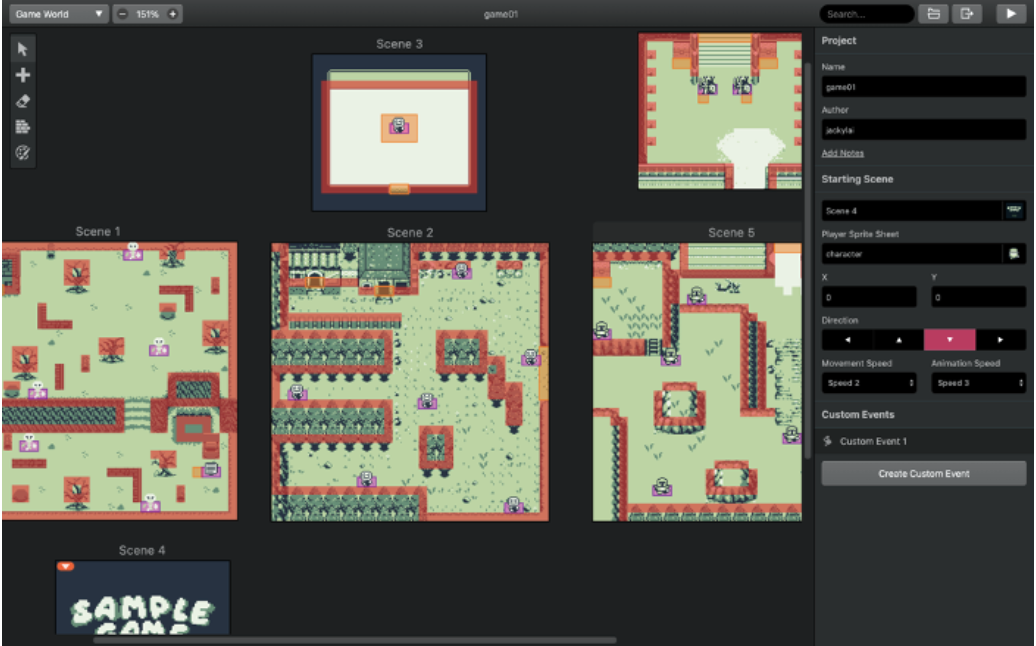 Game World
151%
game01
Search...
Scene 3
Project
Name
game01
Author
jackylai
Add Notes
Starting Scene
Scene 4
Player Sprite Sheet
character
X Y
0 0
Direction
Movement Speed Animation Speed
Speed 2 Speed 3
Custom Events
Custom Event 1
Create Custom Event
Scene 1
Scene 2
Scene 5
Scene 4
SAMPLE
GAME